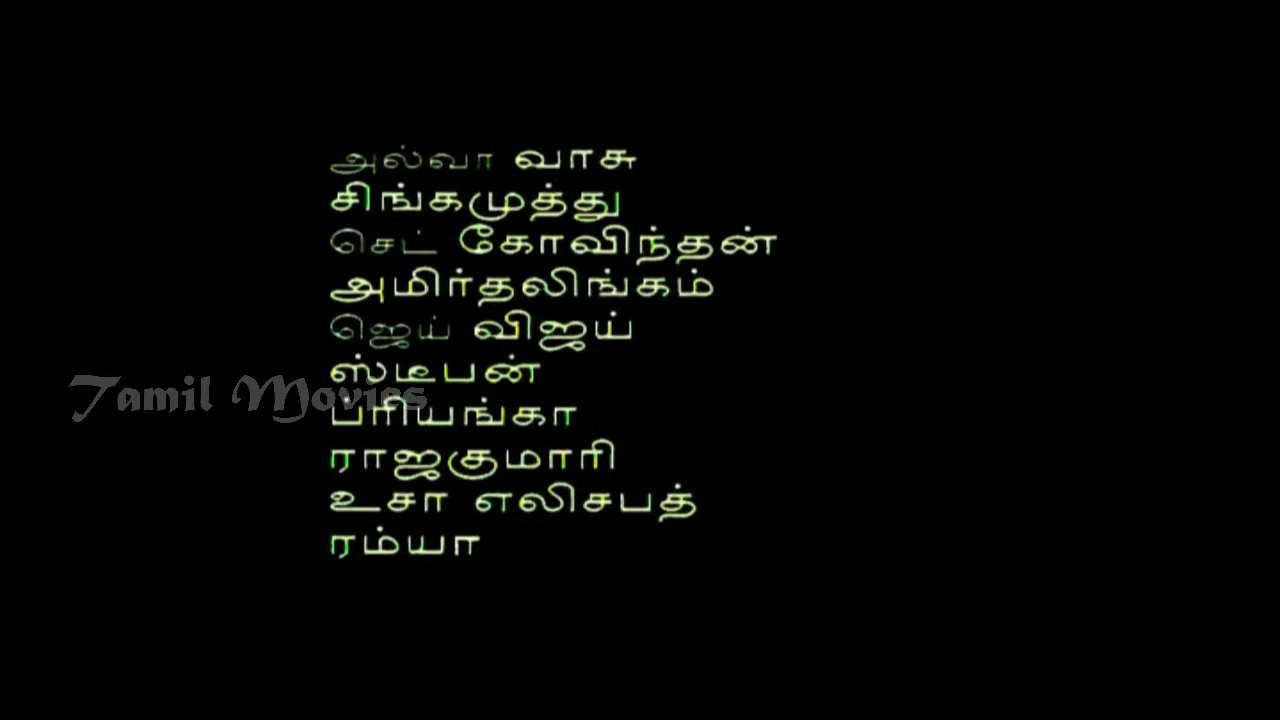 அல்வா வாசு
சிங்கமுத்து
செட் கோவிந்தன்
அமிர்தலிங்கம்
ஜெய் விஜய்
ஸ்டீபன்
Tamil Movies
ப்ரியங்கா
ராஜகுமாரி
உசா எலிசபத்
ரம்யா